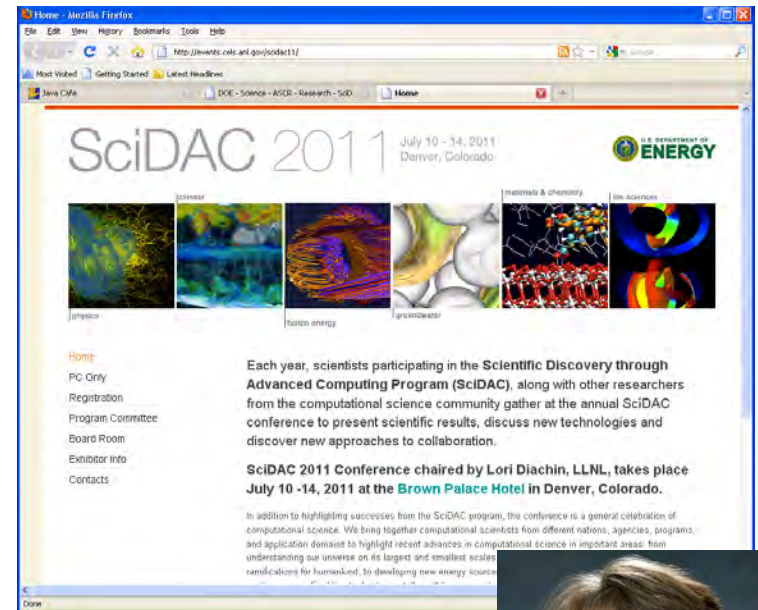 Home - Mozilla Firefox
File Edit View History Bookmarks Tools Help
http://events.cels.anl.gov/scidac11/
Most Visited Getting Started Latest Headlines
Java Cafe DOE - Science - ASCR - Research - SciD Home
SciDAC 2011
July 10 - 14, 2011
Denver, Colorado
U.S. DEPARTMENT OF
ENERGY
climate materials & chemistry life sciences
physics fusion energy groundwater
Home
PC Only
Registration
Program Committee
Board Room
Exhibitor Info
Contacts
Each year, scientists participating in the Scientific Discovery through
Advanced Computing Program (SciDAC), along with other researchers
from the computational science community gather at the annual SciDAC
conference to present scientific results, discuss new technologies and
discover new approaches to collaboration.
SciDAC 2011 Conference chaired by Lori Diachin, LLNL, takes place
July 10 -14, 2011 at the Brown Palace Hotel in Denver, Colorado.
In addition to highlighting successes from the SciDAC program, the conference is a general celebration of
computational science. We bring together computational scientists from different nations, agencies, programs,
and application domains to highlight recent advances in computational science in important areas: from
understanding our universe on its largest and smallest scales
ramifications for humankind, to developing new energy source
Done